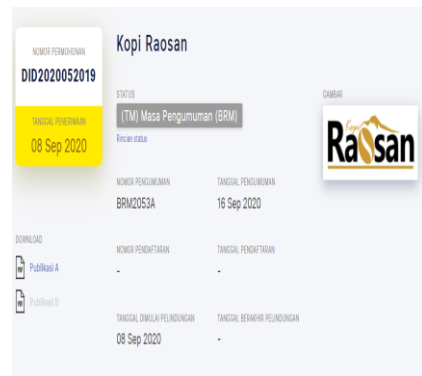 NOMOR PERMOHONAN
DID2020052019
TANGGAL PENERIMAAN
08 Sep 2020
Kopi Raosan
STATUS
(TM) Masa Pengumuman (BRM)
Rincian status
GAMBAR
Kopi
Raosan
NOMOR PENGUMUMAN
BRM2053A
TANGGAL PENGUMUMAN
16 Sep 2020
DOWNLOAD
PDF Publikasi A
PDF Publikasi B
NOMOR PENDAFTARAN
-
TANGGAL PENDAFTARAN
-
TANGGAL DIMULAI PELINDUNGAN
08 Sep 2020
TANGGAL BERAKHIR PELINDUNGAN
-